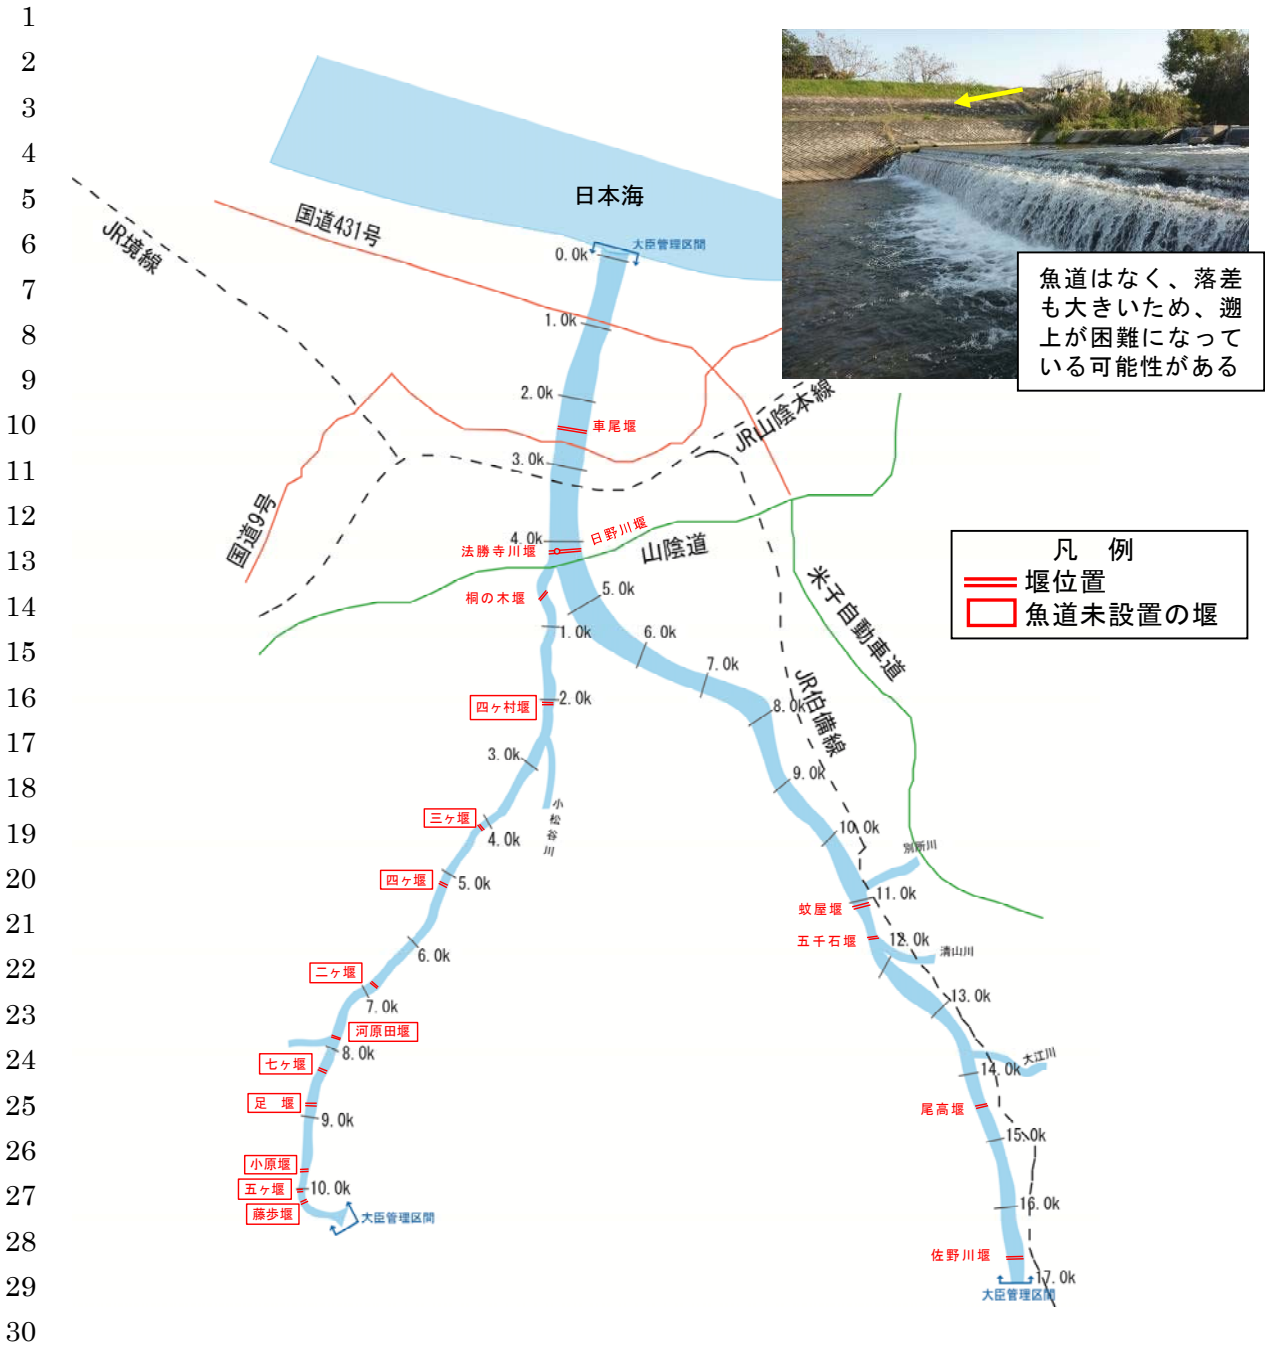 1
2
3
4
5
6
7
8
9
10
11
12
13
14
15
16
17
18
19
20
21
22
23
24
25
26
27
28
29
30
日本海
国道431号
JR境線
大臣管理区間
0.0k
魚道はなく、落差
も大きいため、遡
上が困難になって
いる可能性がある
1.0k
2.0k
車尾堰
JR山陰本線
3.0k
国道9号
4.0k
日野川堰
法勝寺川堰
山陰道
凡 例
堰位置
魚道未設置の堰
桐の木堰
5.0k
米子自動車道
1.0k
6.0k
7.0k
JR伯備線
四ヶ村堰
2.0k
8.0k
3.0k
9.0k
小松谷川
三ヶ堰
4.0k
10.0k
別所川
四ヶ堰
5.0k
11.0k
蚊屋堰
五千石堰
12.0k
清山川
6.0k
二ヶ堰
7.0k
13.0k
河原田堰
8.0k
七ヶ堰
大江川
14.0k
足 堰
9.0k
尾高堰
15.0k
小原堰
五ヶ堰
10.0k
藤歩堰
大臣管理区間
16.0k
佐野川堰
17.0k
大臣管理区間